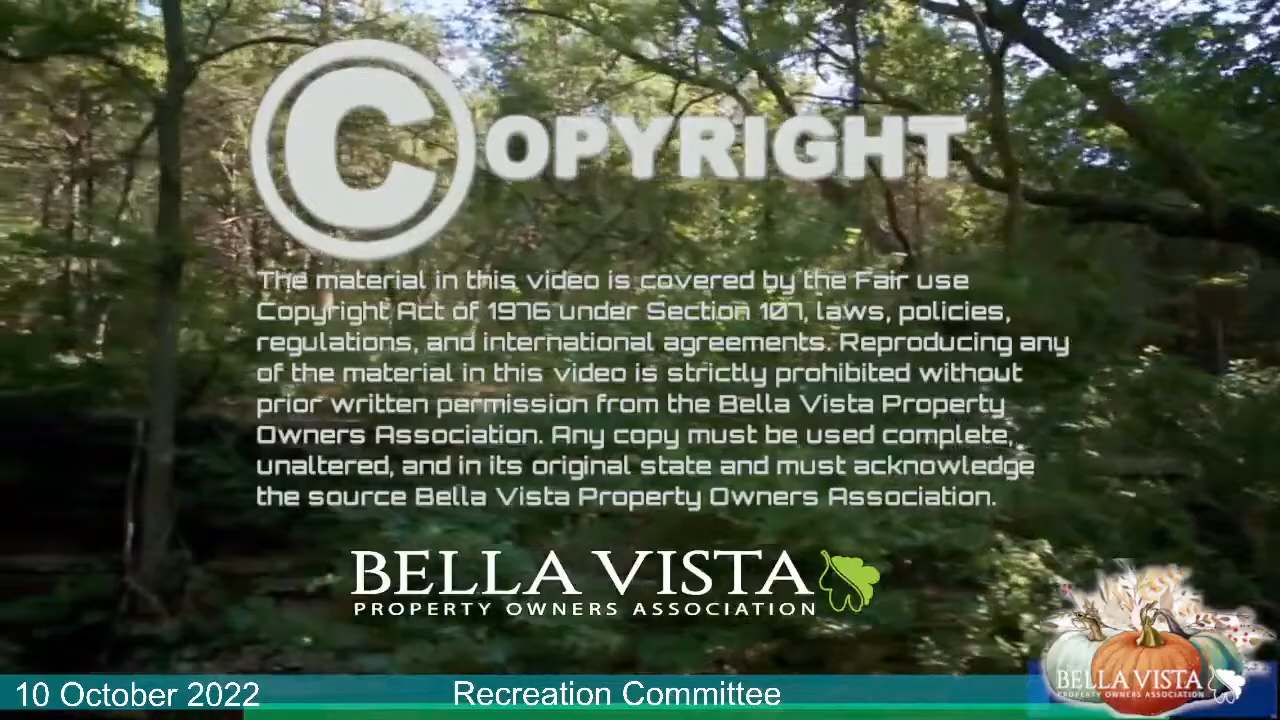 COPYRIGHT
The material in this video is covered by the Fair use
Copyright Act of 1976 under Section 107, laws, policies,
regulations, and international agreements. Reproducing any
of the material in this video is strictly prohibited without
prior written permission from the Bella Vista Property
Owners Association. Any copy must be used complete,
unaltered, and in its original state and must acknowledge
the source Bella Vista Property Owners Association.
BELLA VISTA
PROPERTY OWNERS ASSOCIATION
BELLA VISTA
PROPERTY OWNERS ASSOCIATION
10 October 2022
Recreation Committee